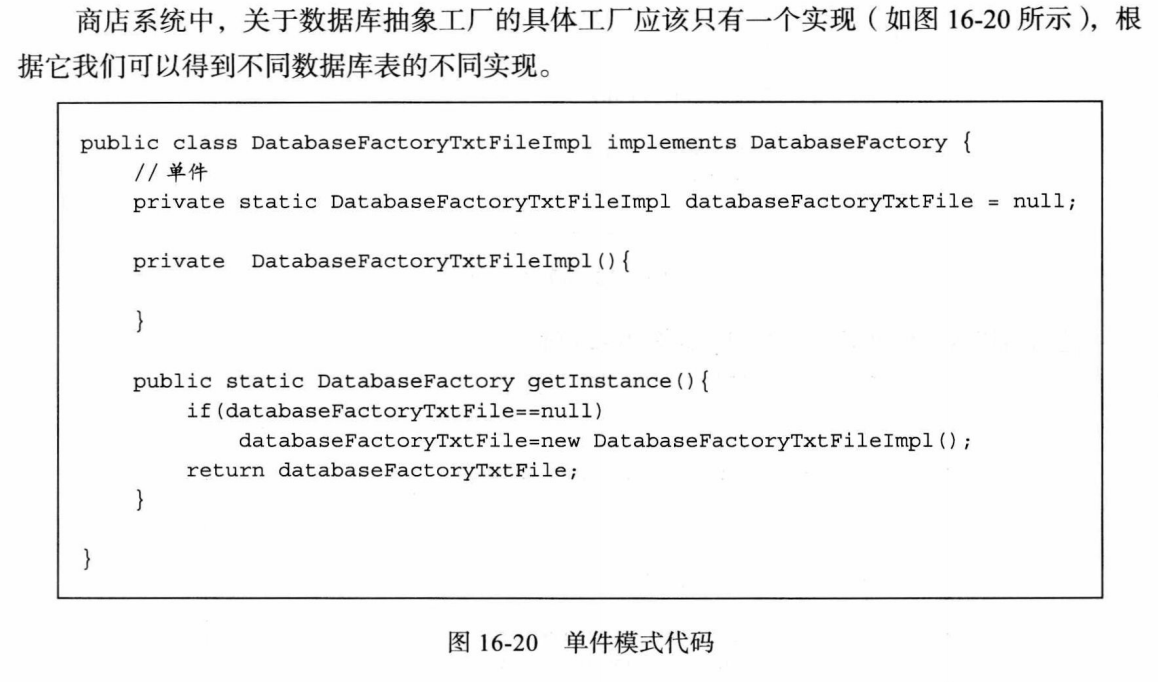 商店系统中，关于数据库抽象工厂的具体工厂应该只有一个实现（如图 16-20 所示），根
据它我们可以得到不同数据库表的不同实现。
public class DatabaseFactoryTxtFileImpl implements DatabaseFactory {
// 单件
private static DatabaseFactoryTxtFileImpl databaseFactoryTxtFile = null;
private  DatabaseFactoryTxtFileImpl(){
}
public static DatabaseFactory getInstance(){
if(databaseFactoryTxtFile==null)
databaseFactoryTxtFile=new DatabaseFactoryTxtFileImpl();
return databaseFactoryTxtFile;
}
}
图 16-20　单件模式代码